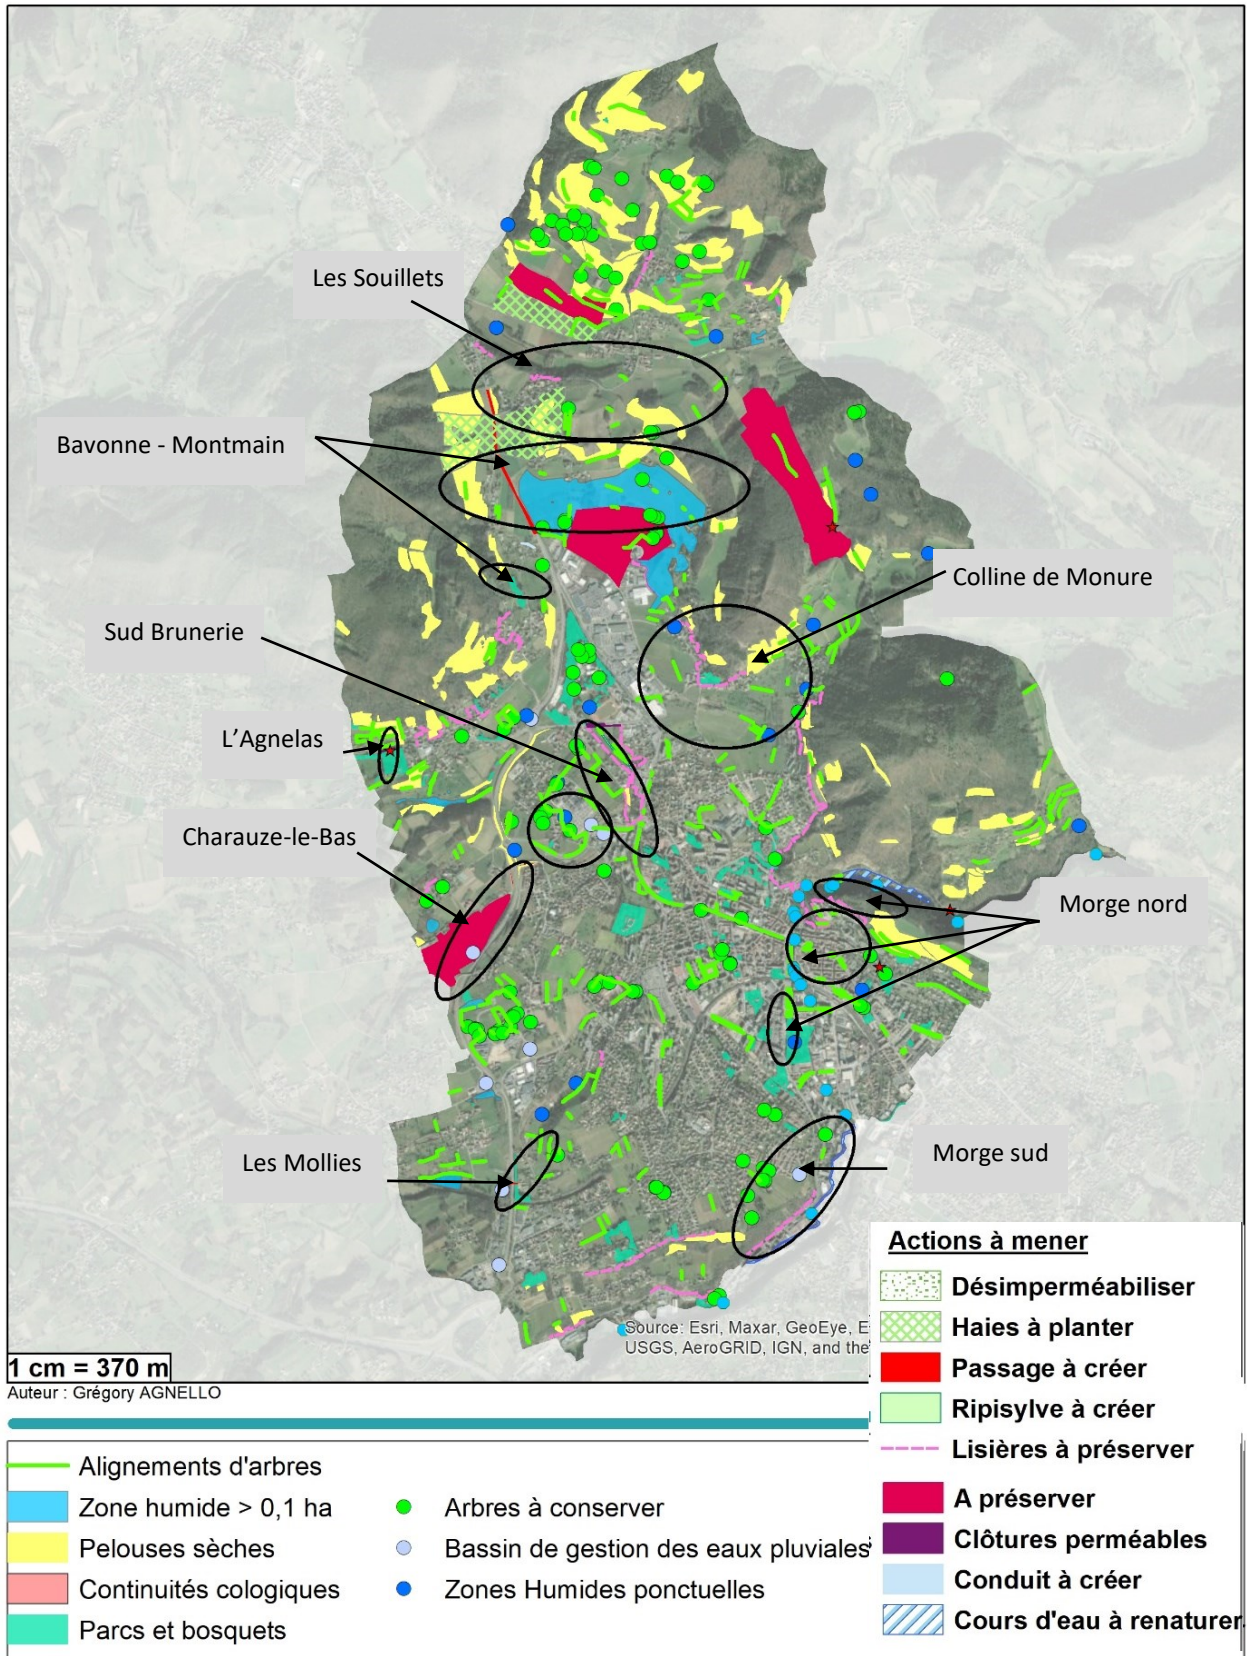 Les Souillets
Bavonne - Montmain
Colline de Monure
Sud Brunerie
L'Agnelas
Charauze-le-Bas
Morge nord
Les Mollies
Morge sud
Source: Esri, Maxar, GeoEye, E
USGS, AeroGRID, IGN, and the
1 cm = 370 m
Auteur : Grégory AGNELLO
Actions à mener
Désimperméabiliser
Haies à planter
Passage à créer
Ripisylve à créer
Lisières à préserver
A préserver
Clôtures perméables
Conduit à créer
Cours d'eau à renaturer
Alignements d'arbres
Zone humide > 0,1 ha
Pelouses sèches
Continuités cologiques
Parcs et bosquets
Arbres à conserver
Bassin de gestion des eaux pluviales
Zones Humides ponctuelles